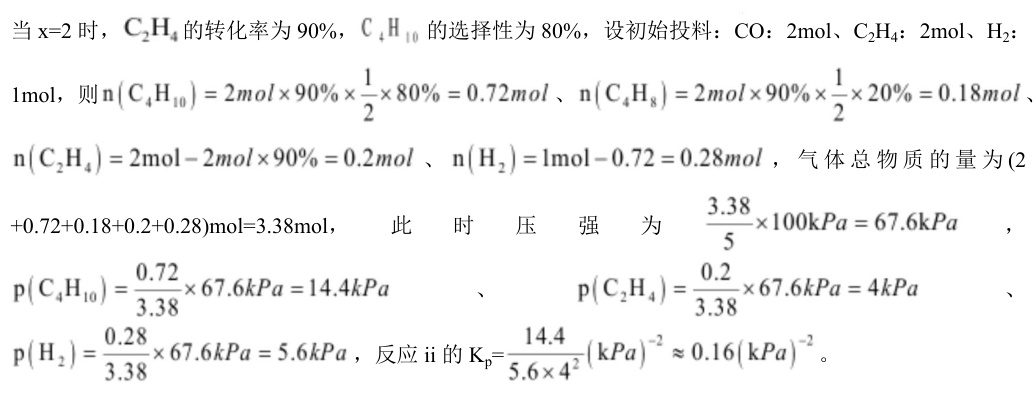 当 x=2 时，C₂H₄的转化率为 90%，C₄H₁₀ 的选择性为 80%，设初始投料：CO：2mol、C₂H₄：2mol、H₂：
1mol，则n(C₄H₁₀)=2mol×90%×1/2×80%=0.72mol、n(C₄H₈)=2mol×90%×1/2×20%=0.18mol、
n(C₂H₄)=2mol−2mol×90%=0.2mol、n(H₂)=1mol−0.72=0.28mol，气体总物质的量为(2
+0.72+0.18+0.2+0.28)mol=3.38mol，此时压强为 3.38/5×100kPa=67.6kPa，
p(C₄H₁₀)=0.72/3.38×67.6kPa=14.4kPa、p(C₂H₄)=0.2/3.38×67.6kPa=4kPa、
p(H₂)=0.28/3.38×67.6kPa=5.6kPa，反应 ii 的 Kₚ=14.4/(5.6×4²)(kPa)⁻²≈0.16(kPa)⁻²。